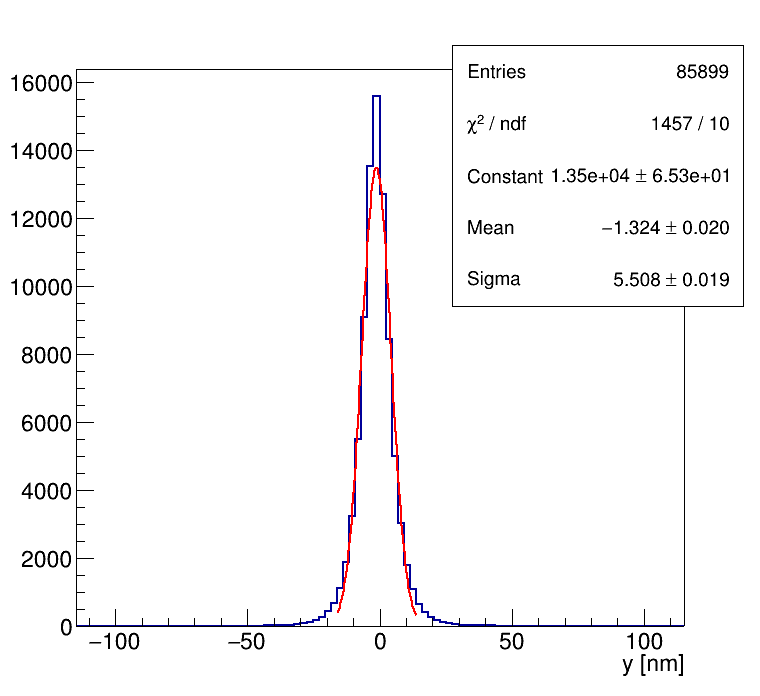 Entries 85899
χ² / ndf 1457 / 10
Constant 1.35e+04 ± 6.53e+01
Mean −1.324 ± 0.020
Sigma 5.508 ± 0.019
16000
14000
12000
10000
8000
6000
4000
2000
0
−100 −50 0 50 100
y [nm]